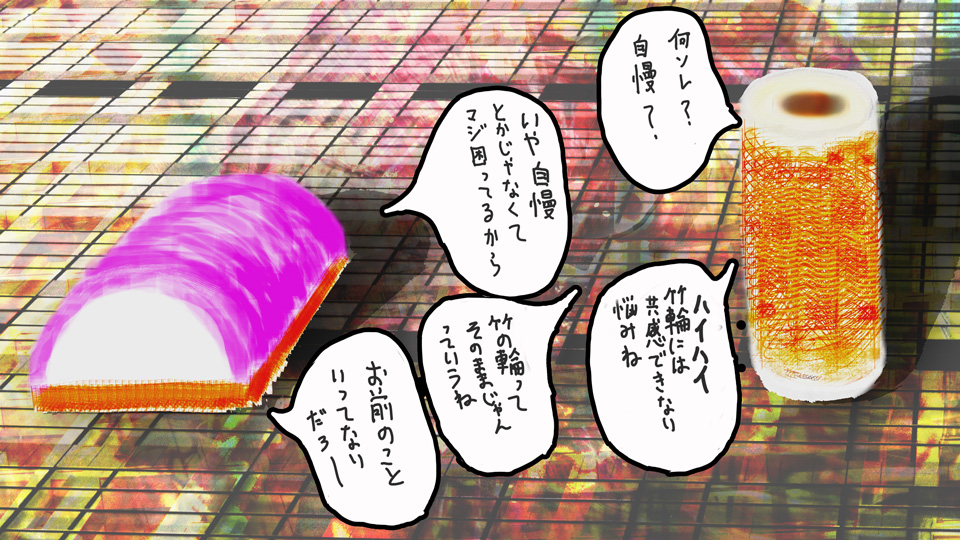 何ソレ?
自慢?
いや自慢
とかじゃなくて
マジ困ってるから
ハイハイ
竹輪には
共感できない
悩みね
竹の輪って
そのままじゃん
っていうね
お前のこと
いってない
だろー